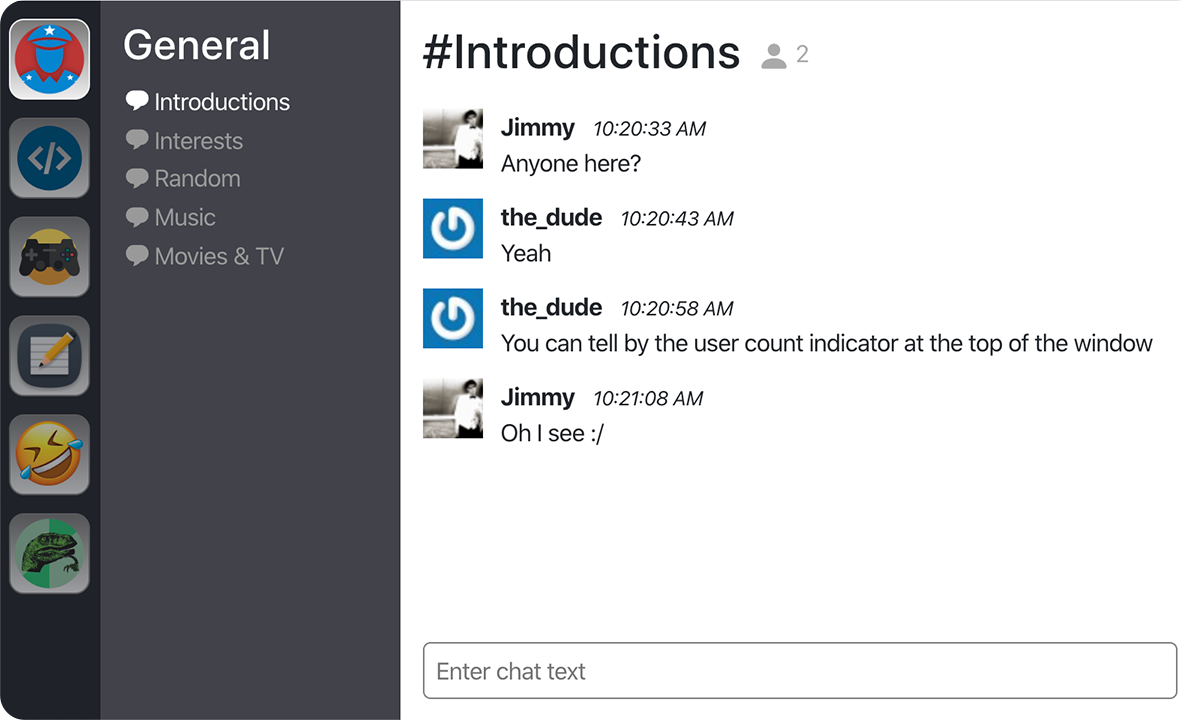 General
Introductions
Interests
Random
Music
Movies & TV
#Introductions 2
Jimmy 10:20:33 AM
Anyone here?
the_dude 10:20:43 AM
Yeah
the_dude 10:20:58 AM
You can tell by the user count indicator at the top of the window
Jimmy 10:21:08 AM
Oh I see :/
Enter chat text